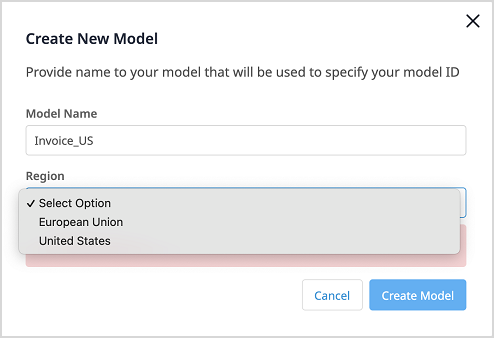 Create New Model
Provide name to your model that will be used to specify your model ID
Model Name
Invoice_US
Region
✓ Select Option
European Union
United States
Cancel
Create Model